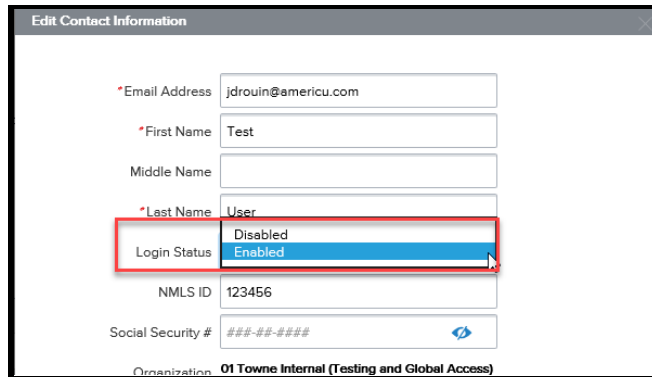 Edit Contact Information
*Email Address jdrouin@americu.com
*First Name Test
Middle Name
*Last Name User
Disabled
Login Status Enabled
NMLS ID 123456
Social Security # ###-##-####
Organization 01 Towne Internal (Testing and Global Access)